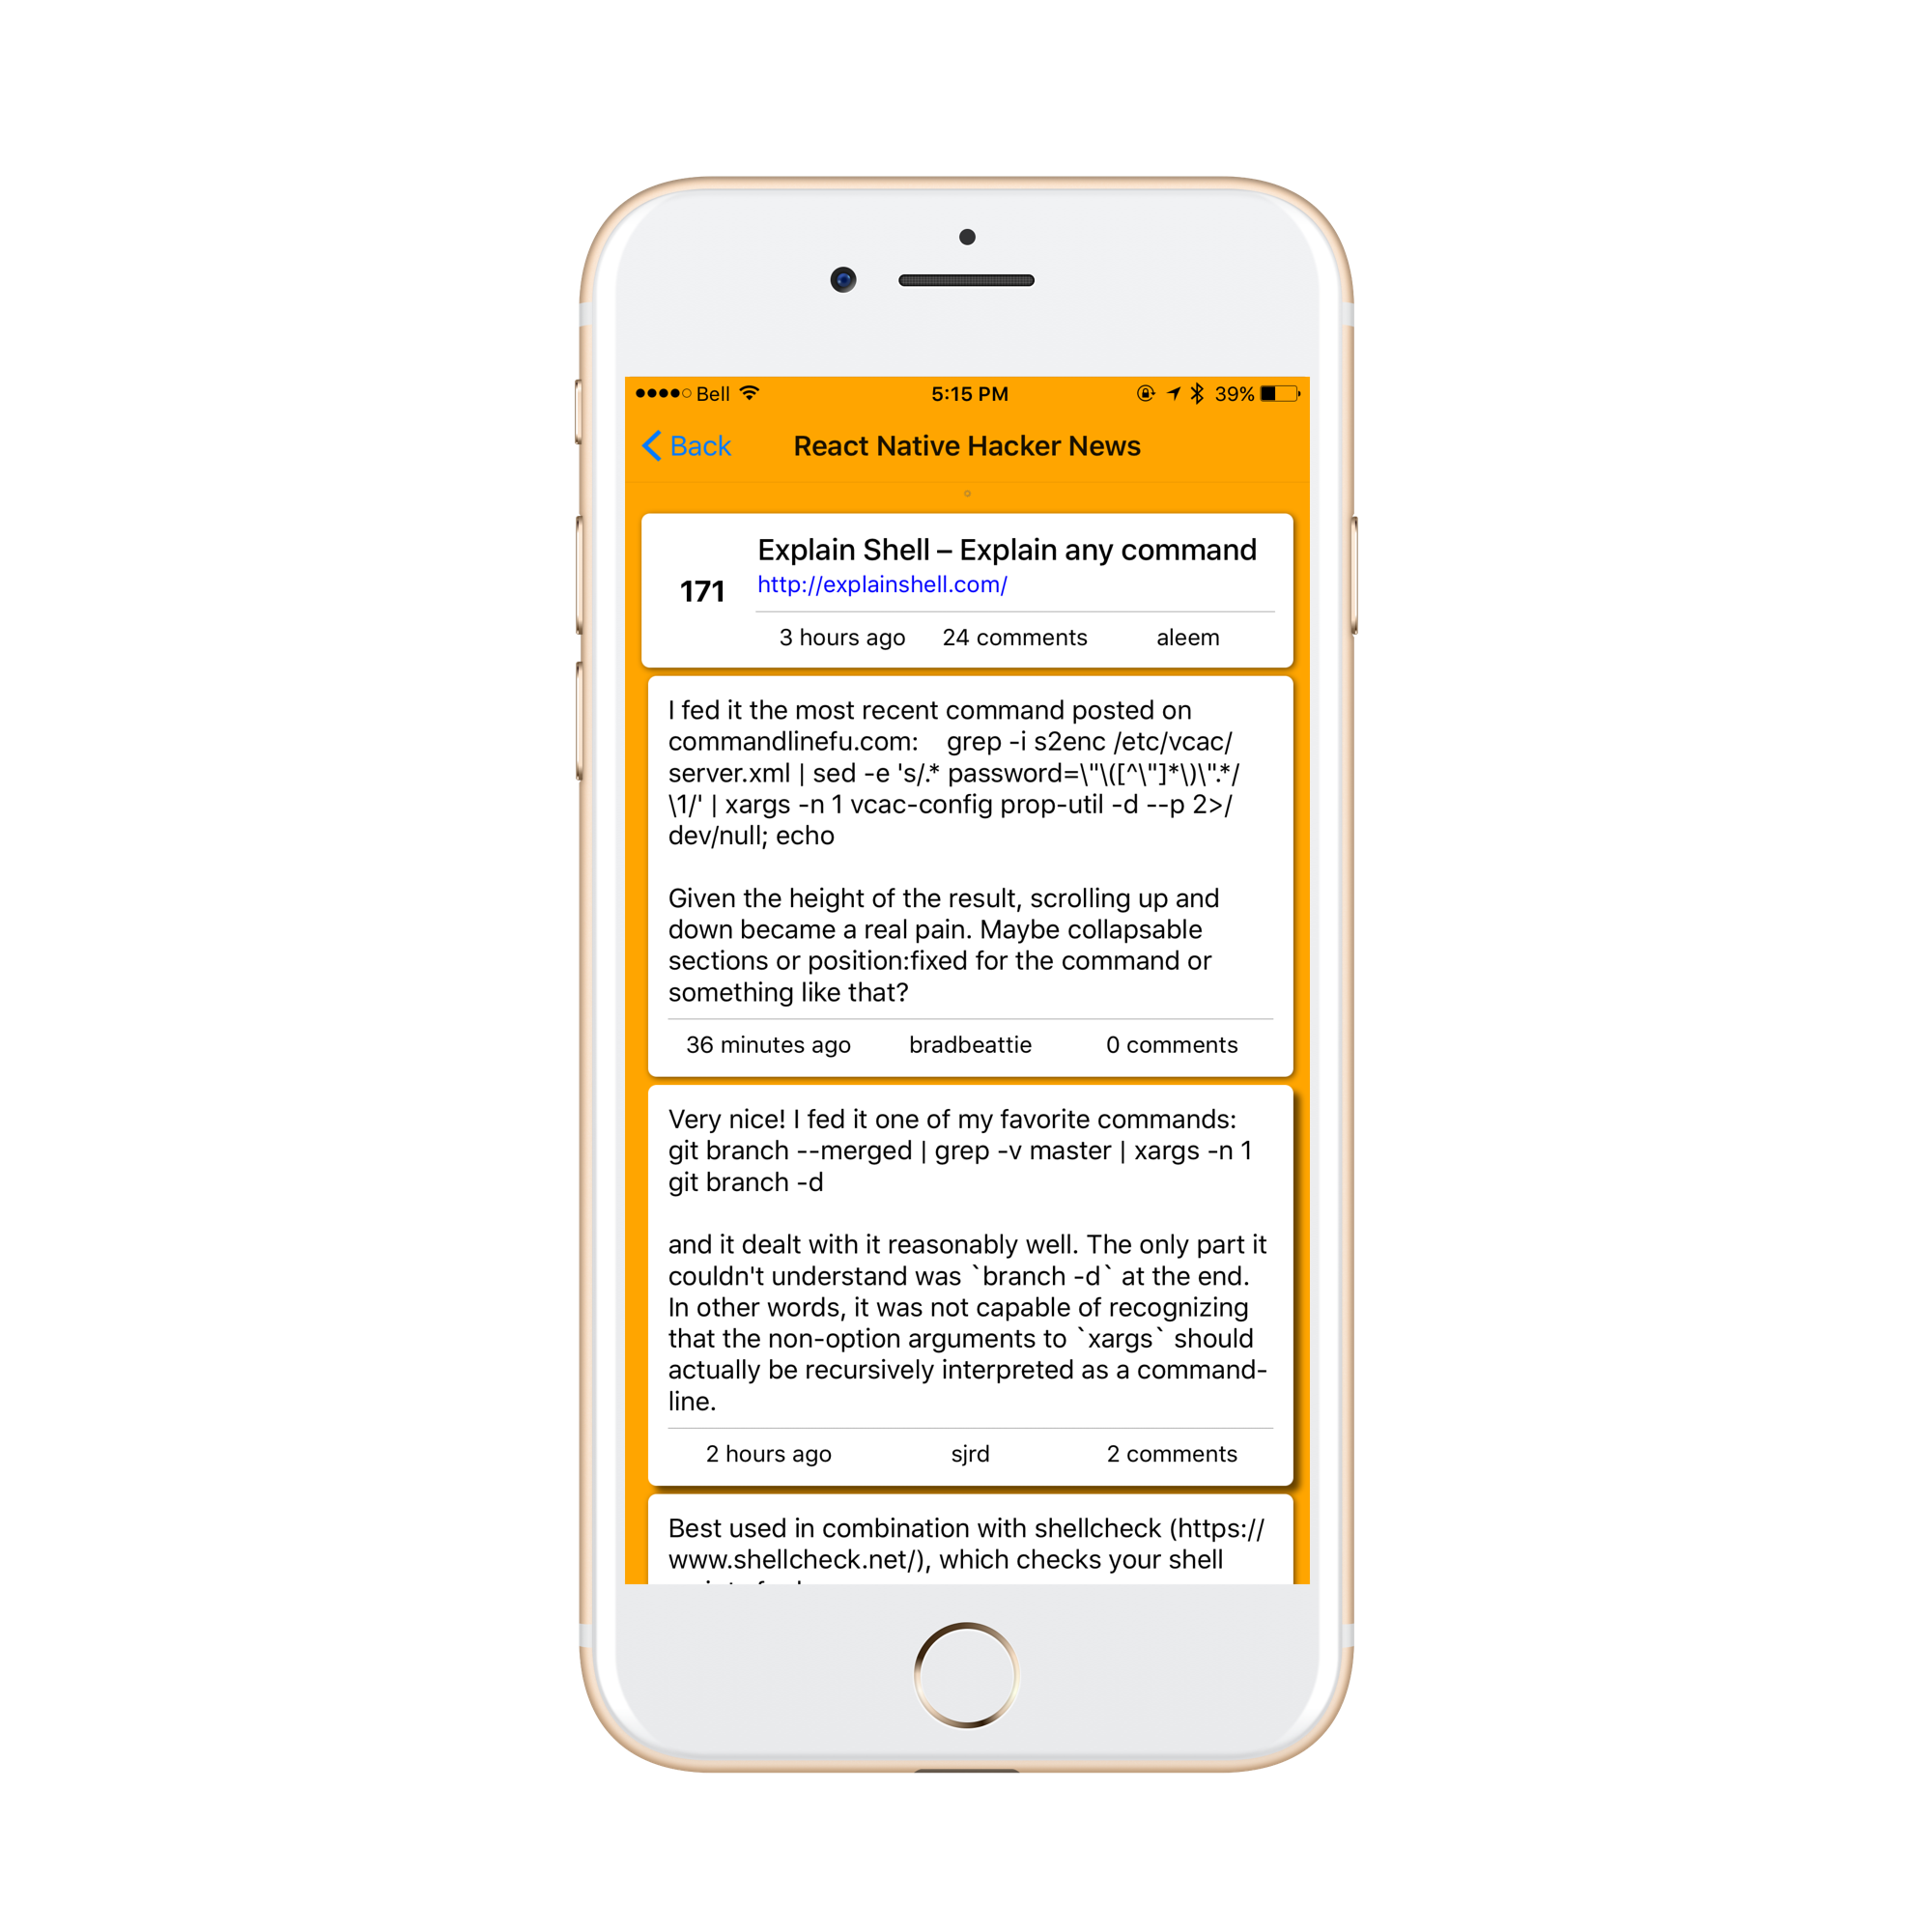 Bell 5:15 PM 39%
Back React Native Hacker News
Explain Shell – Explain any command
171
http://explainshell.com/
3 hours ago 24 comments aleem
I fed it the most recent command posted on
commandlinefu.com:    grep -i s2enc /etc/vcac/
server.xml | sed -e 's/.* password=\"\([^\"]*\)\".*/
\1/' | xargs -n 1 vcac-config prop-util -d --p 2>/
dev/null; echo
Given the height of the result, scrolling up and
down became a real pain. Maybe collapsable
sections or position:fixed for the command or
something like that?
36 minutes ago bradbeattie 0 comments
Very nice! I fed it one of my favorite commands:
git branch --merged | grep -v master | xargs -n 1
git branch -d
and it dealt with it reasonably well. The only part it
couldn't understand was `branch -d` at the end.
In other words, it was not capable of recognizing
that the non-option arguments to `xargs` should
actually be recursively interpreted as a command-
line.
2 hours ago sjrd 2 comments
Best used in combination with shellcheck (https://
www.shellcheck.net/), which checks your shell